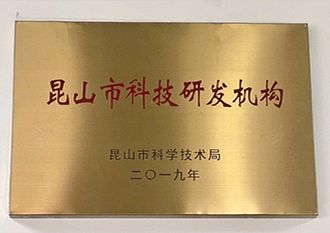 昆山市科技研发机构
昆山市科学技术局
二〇一九年